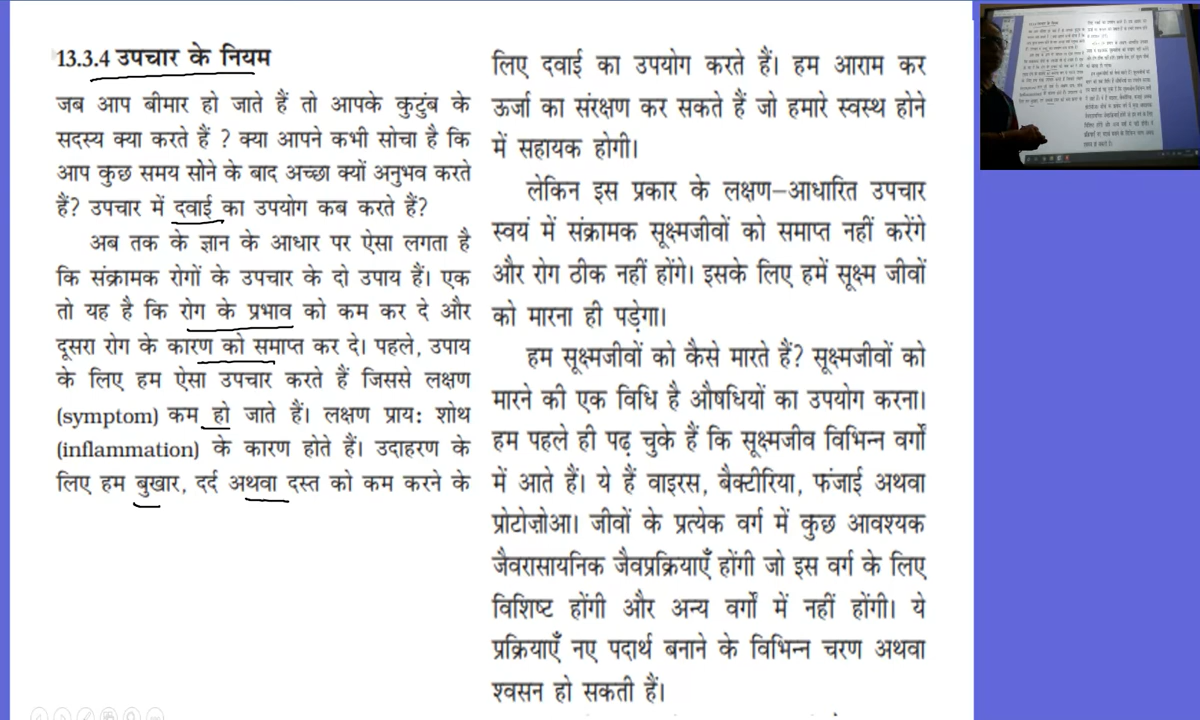 13.3.4 उपचार के नियम
जब आप बीमार हो जाते हैं तो आपके कुटुंब के
सदस्य क्या करते हैं ? क्या आपने कभी सोचा है कि
आप कुछ समय सोने के बाद अच्छा क्यों अनुभव करते
हैं? उपचार में दवाई का उपयोग कब करते हैं?
अब तक के ज्ञान के आधार पर ऐसा लगता है
कि संक्रामक रोगों के उपचार के दो उपाय हैं। एक
तो यह है कि रोग के प्रभाव को कम कर दे और
दूसरा रोग के कारण को समाप्त कर दे। पहले, उपाय
के लिए हम ऐसा उपचार करते हैं जिससे लक्षण
(symptom) कम हो जाते हैं। लक्षण प्राय: शोथ
(inflammation) के कारण होते हैं। उदाहरण के
लिए हम बुखार, दर्द अथवा दस्त को कम करने के
लिए दवाई का उपयोग करते हैं। हम आराम कर
ऊर्जा का संरक्षण कर सकते हैं जो हमारे स्वस्थ होने
में सहायक होगी।
लेकिन इस प्रकार के लक्षण–आधारित उपचार
स्वयं में संक्रामक सूक्ष्मजीवों को समाप्त नहीं करेंगे
और रोग ठीक नहीं होंगे। इसके लिए हमें सूक्ष्म जीवों
को मारना ही पड़ेगा।
हम सूक्ष्मजीवों को कैसे मारते हैं? सूक्ष्मजीवों को
मारने की एक विधि है औषधियों का उपयोग करना।
हम पहले ही पढ़ चुके हैं कि सूक्ष्मजीव विभिन्न वर्गों
में आते हैं। ये हैं वाइरस, बैक्टीरिया, फंजाई अथवा
प्रोटोज़ोआ। जीवों के प्रत्येक वर्ग में कुछ आवश्यक
जैवरासायनिक जैवप्रक्रियाएँ होंगी जो इस वर्ग के लिए
विशिष्ट होंगी और अन्य वर्गों में नहीं होंगी। ये
प्रक्रियाएँ नए पदार्थ बनाने के विभिन्न चरण अथवा
श्वसन हो सकती हैं।